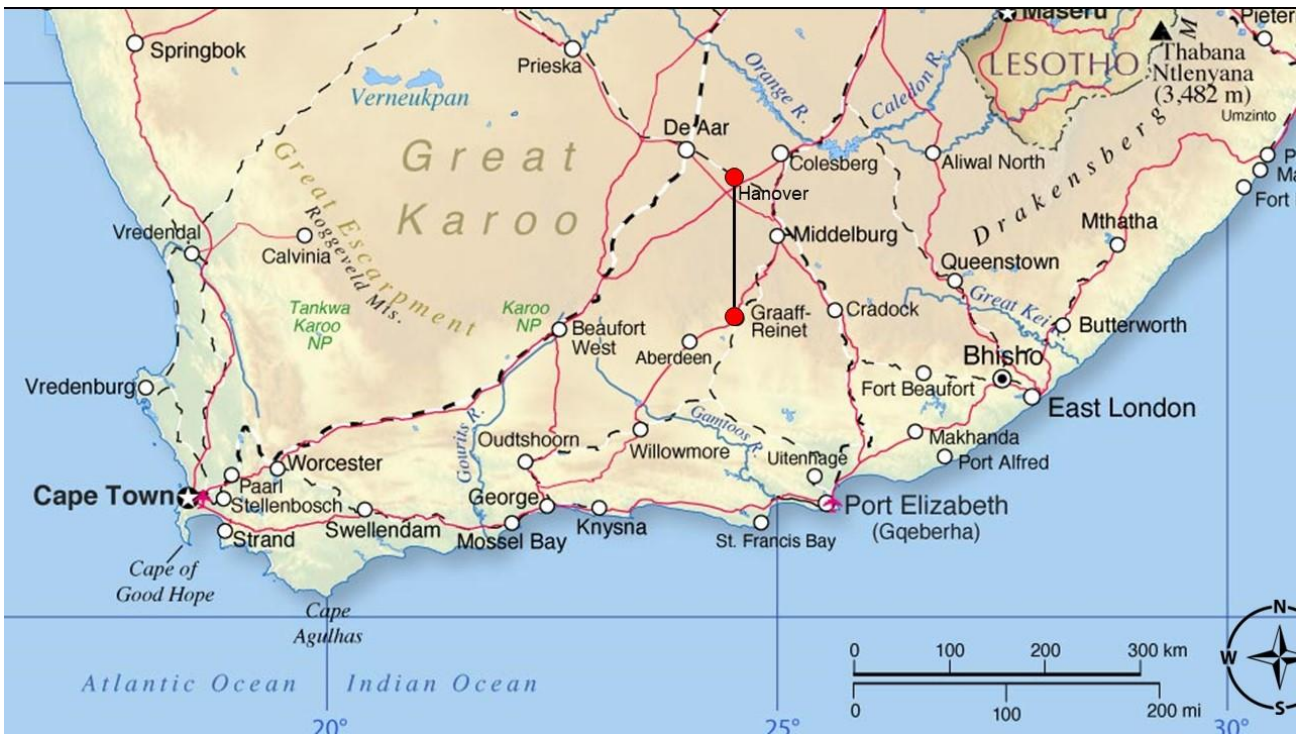 Maseru
Pieter
Springbok
Prieska
Thabana
Ntlenyana
(3,482 m)
M
LESOTHO
Umzinto
Verneukpan
Orange R.
Caledon R.
De Aar
Colesberg
Aliwal North
Great
Karoo
Great Escarpment
Roggeveld Mts.
Hanover
Drakensberg
P
Ma
Fort
Vredendal
Calvinia
Middelburg
Mthatha
Queenstown
Great Kei
Tankwa
Karoo
NP
Karoo
NP
Beaufort
West
Graaff-
Reinet
Cradock
Butterworth
Aberdeen
Bhisho
Fort Beaufort
Vredenburg
East London
Gourits R.
Gamtoos R.
Oudtshoorn
Willowmore
Makhanda
Uitenhage
Port Alfred
Worcester
Paarl
Cape Town
Stellenbosch
George
Knysna
Port Elizabeth
(Gqeberha)
Swellendam
Mossel Bay
Strand
St. Francis Bay
Cape of
Good Hope
Cape
Agulhas
Atlantic Ocean
Indian Ocean
N
W
S
0 100 200 300 km
0 100 200 mi
20°
25°
30°